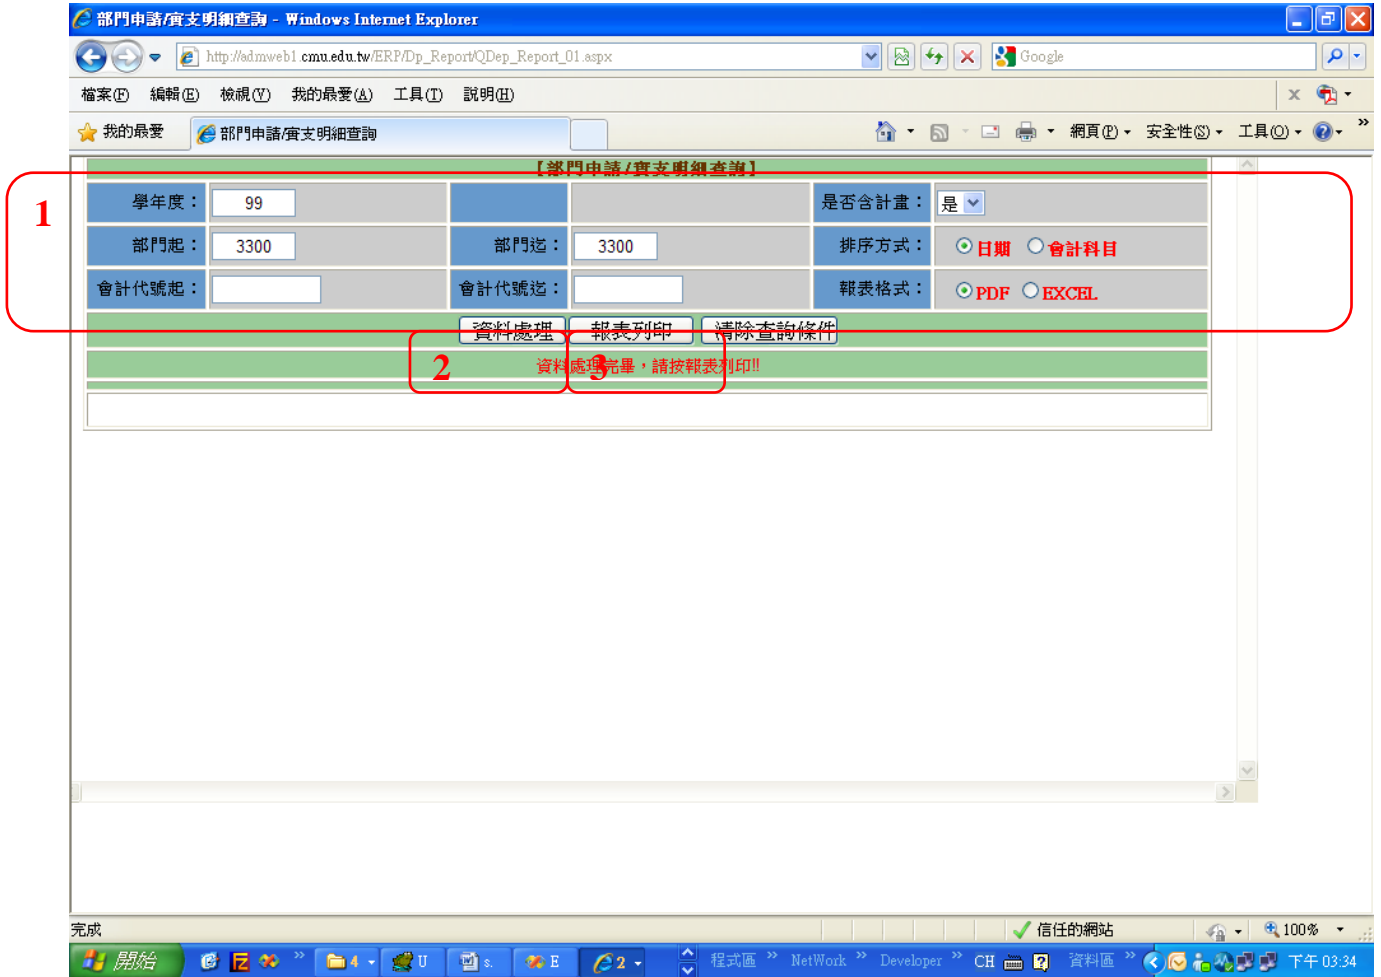 部門申請/實支明細查詢 - Windows Internet Explorer
http://admweb1.cmu.edu.tw/ERP/Dp_Report/QDep_Report_01.aspx
Google
檔案(F) 編輯(E) 檢視(V) 我的最愛(A) 工具(T) 說明(H)
我的最愛 部門申請/實支明細查詢 網頁(P) 安全性(S) 工具(O)
【部門申請/實支明細查詢】
1
學年度： 99 是否含計畫： 是
部門起： 3300 部門迄： 3300 排序方式： 日期 會計科目
會計代號起： 會計代號迄： 報表格式： PDF EXCEL
資料處理 報表列印 清除查詢條件
2 3
資料處理完畢，請按報表列印!!
完成 信任的網站 100%
開始 4 U s. E 2 程式區 NetWork Developer CH 資料區 下午 03:34